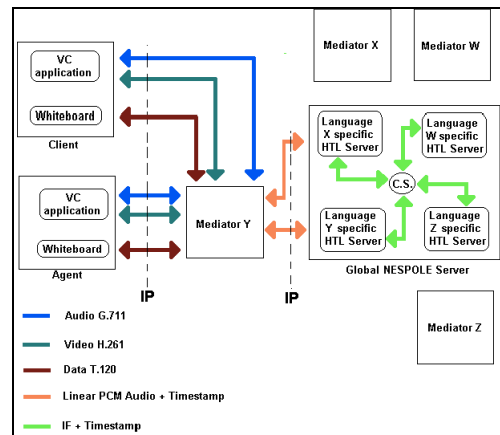 Mediator X
Mediator W
VC
application
Whiteboard
Client
VC
application
Whiteboard
Agent
Mediator Y
Language
X specific
HTL Server
Language
W specific
HTL Server
C.S.
Language
Y specific
HTL Server
Language
Z specific
HTL Server
Global NESPOLE Server
IP
IP
Mediator Z
Audio G.711
Video H.261
Data T.120
Linear PCM Audio + Timestamp
IF + Timestamp